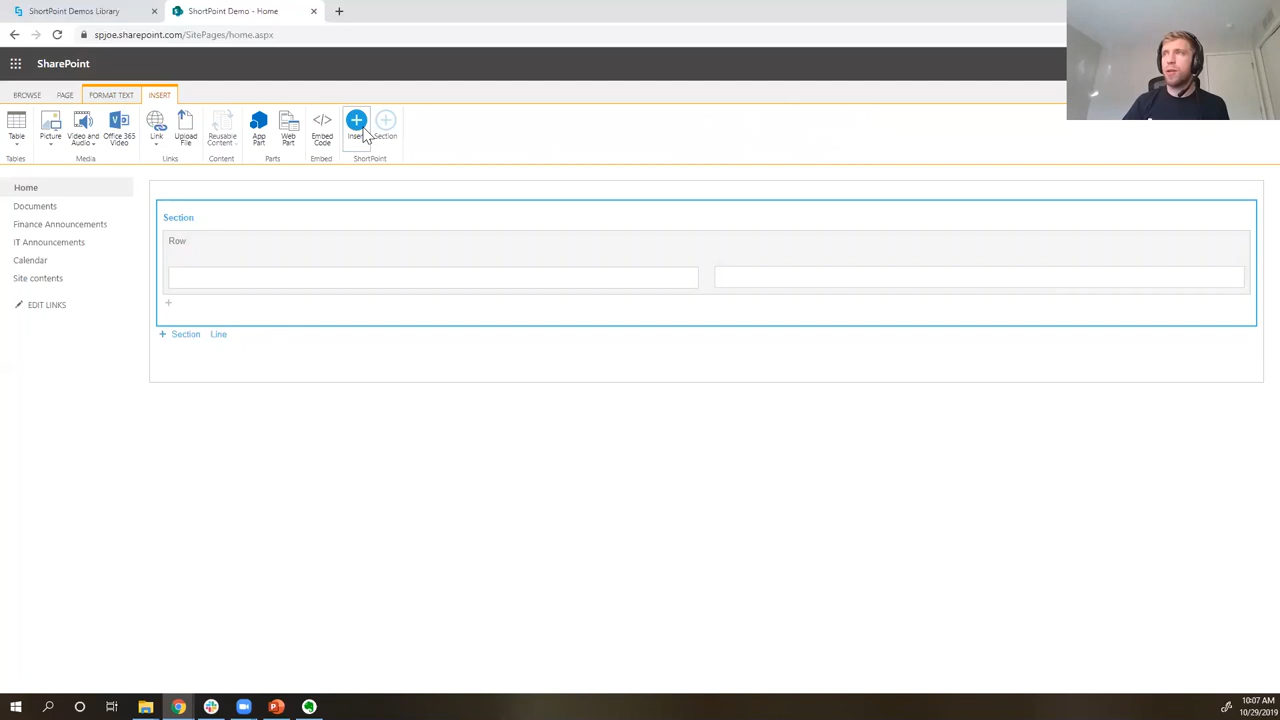 ShortPoint Demos Library
ShortPoint Demo - Home
spjoe.sharepoint.com/SitePages/home.aspx
SharePoint
BROWSE PAGE FORMAT TEXT INSERT
Table Picture Video and Audio Office 365 Video Link Upload File Reusable Content App Part Web Part Embed Code Insert Section
Tables Media Links Content Parts Embed ShortPoint
Home
Documents
Finance Announcements
IT Announcements
Calendar
Site contents
EDIT LINKS
Section
Row
+
+ Section Line
10:07 AM
10/29/2019